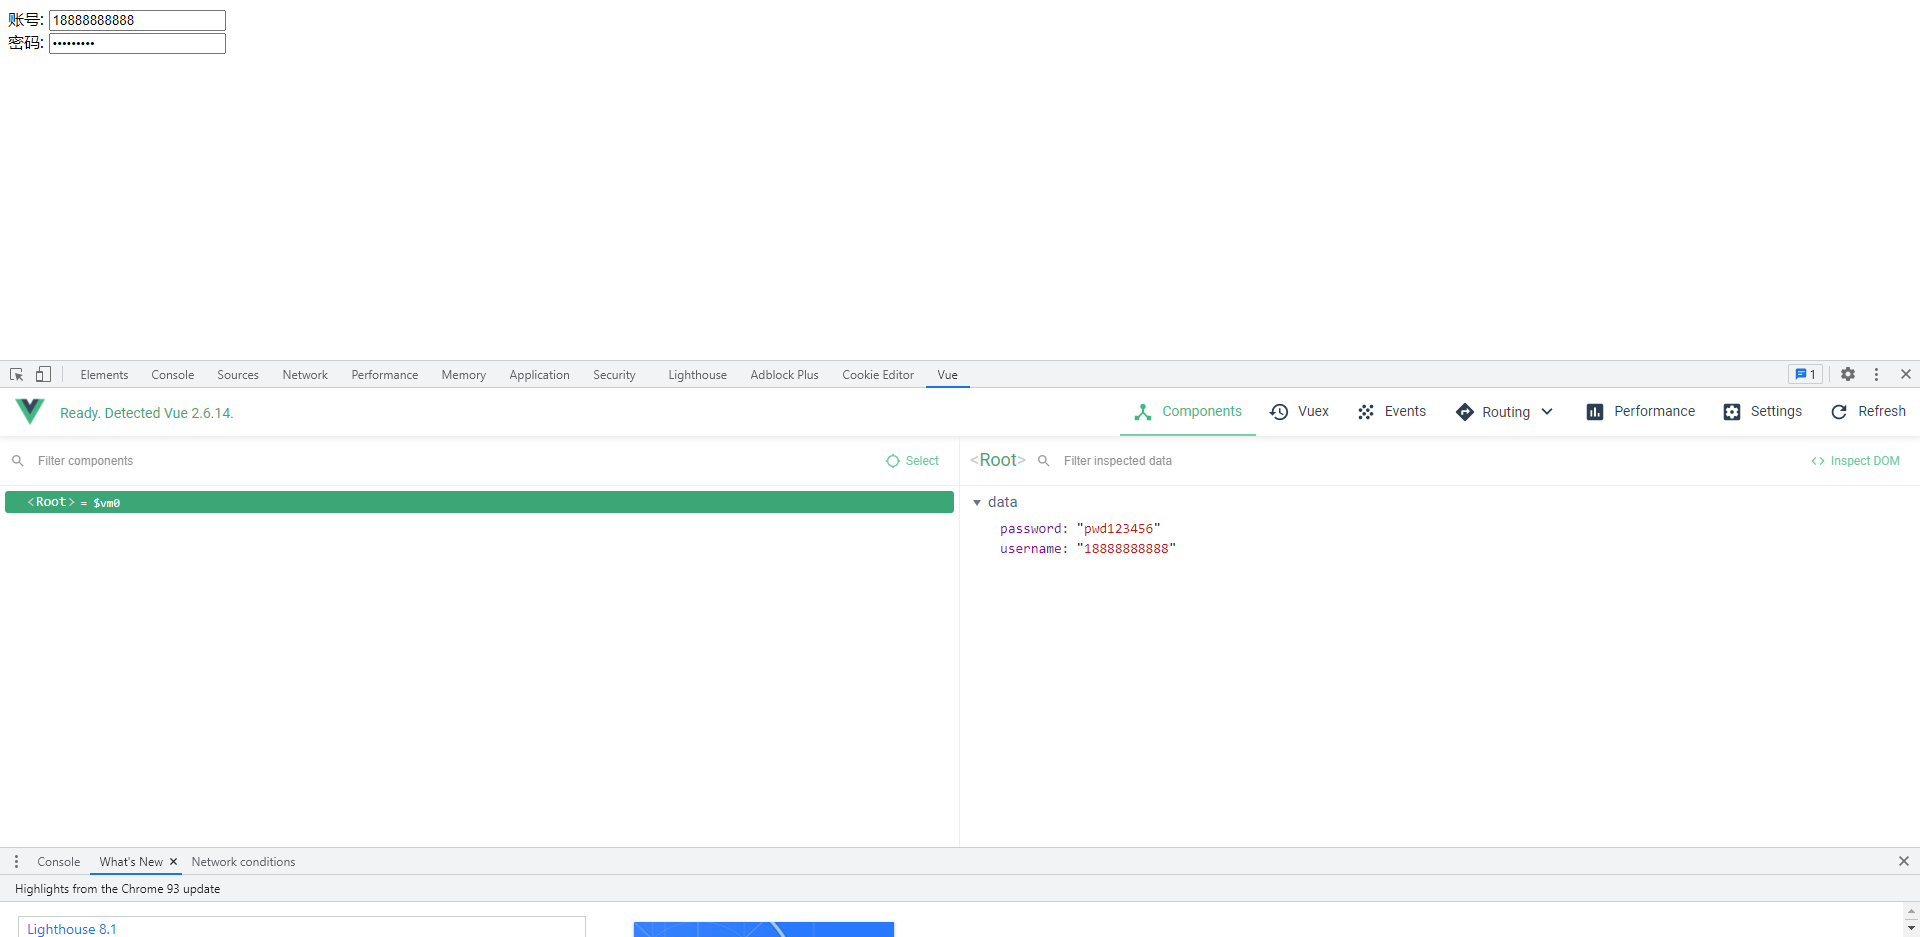 账号: 18888888888
密码: •••••••••
Elements Console Sources Network Performance Memory Application Security Lighthouse Adblock Plus Cookie Editor Vue 1
Ready. Detected Vue 2.6.14. Components Vuex Events Routing Performance Settings Refresh
Filter components Select <Root> Filter inspected data <> Inspect DOM
<Root> = $vm0
data
password: "pwd123456"
username: "18888888888"
Console What's New × Network conditions
Highlights from the Chrome 93 update
Lighthouse 8.1